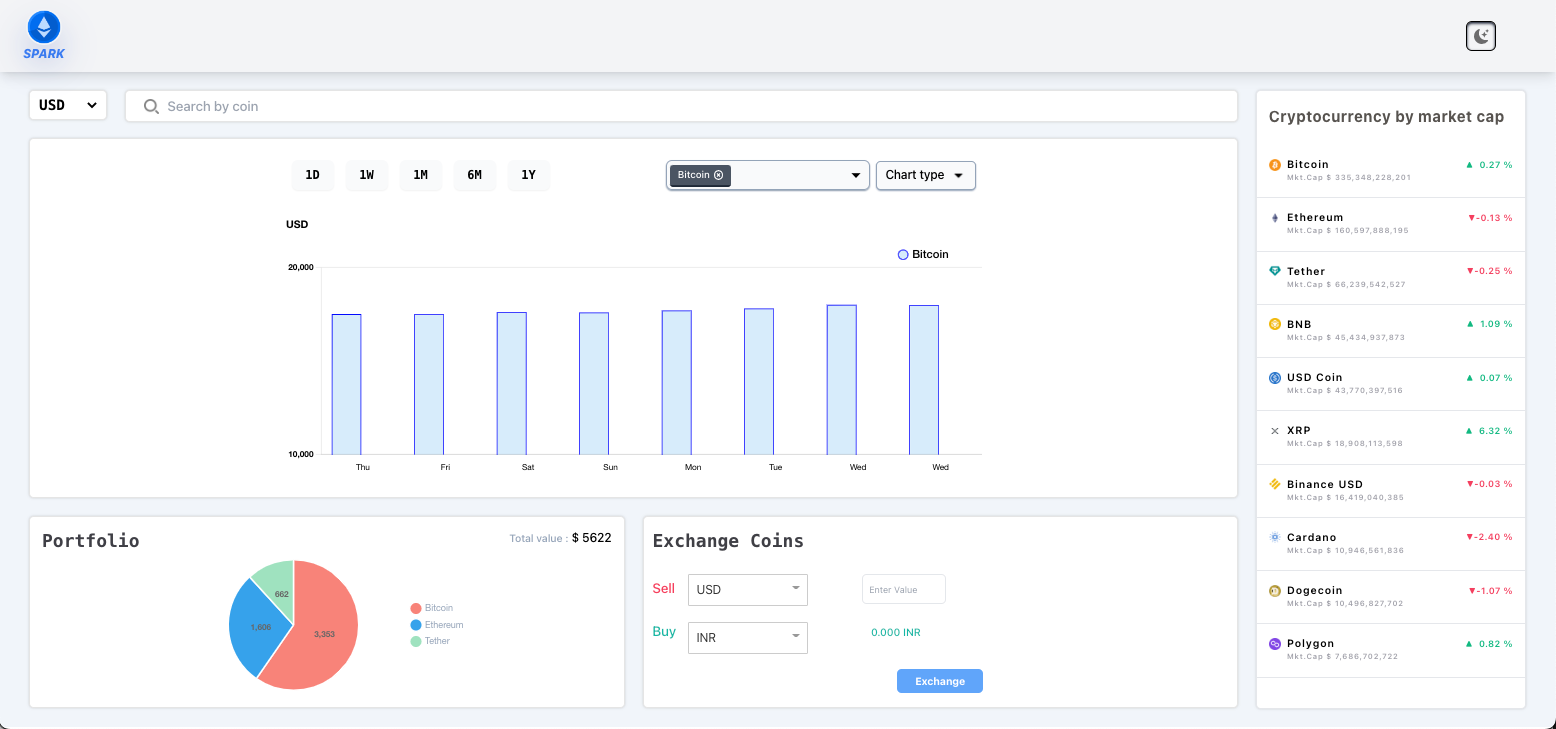 SPARK
USD
Search by coin
1D 1W 1M 6M 1Y
Bitcoin
Chart type
USD
Bitcoin
20,000
10,000
Thu Fri Sat Sun Mon Tue Wed Wed
Portfolio
Total value : $ 5622
662
1,606
3,353
Bitcoin
Ethereum
Tether
Exchange Coins
Sell USD Enter Value
Buy INR 0.000 INR
Exchange
Cryptocurrency by market cap
Bitcoin ▲ 0.27 %
Mkt.Cap $ 335,348,228,201
Ethereum ▼-0.13 %
Mkt.Cap $ 160,597,888,195
Tether ▼-0.25 %
Mkt.Cap $ 66,239,542,527
BNB ▲ 1.09 %
Mkt.Cap $ 45,434,937,873
USD Coin ▲ 0.07 %
Mkt.Cap $ 43,770,397,516
XRP ▲ 6.32 %
Mkt.Cap $ 18,908,113,598
Binance USD ▼-0.03 %
Mkt.Cap $ 16,419,040,385
Cardano ▼-2.40 %
Mkt.Cap $ 10,946,561,836
Dogecoin ▼-1.07 %
Mkt.Cap $ 10,496,827,702
Polygon ▲ 0.82 %
Mkt.Cap $ 7,686,702,722